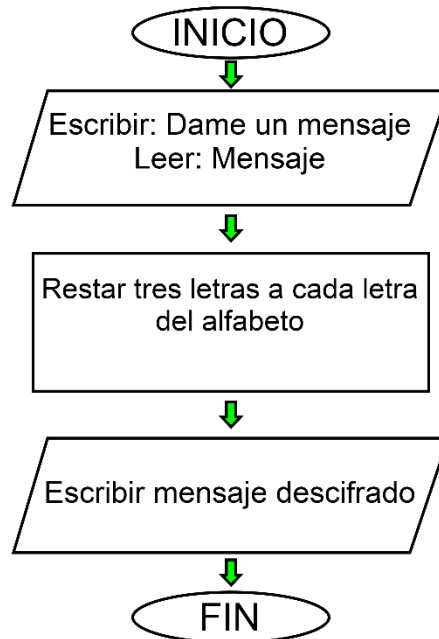 INICIO
Escribir: Dame un mensaje
Leer: Mensaje
Restar tres letras a cada letra
del alfabeto
Escribir mensaje descifrado
FIN